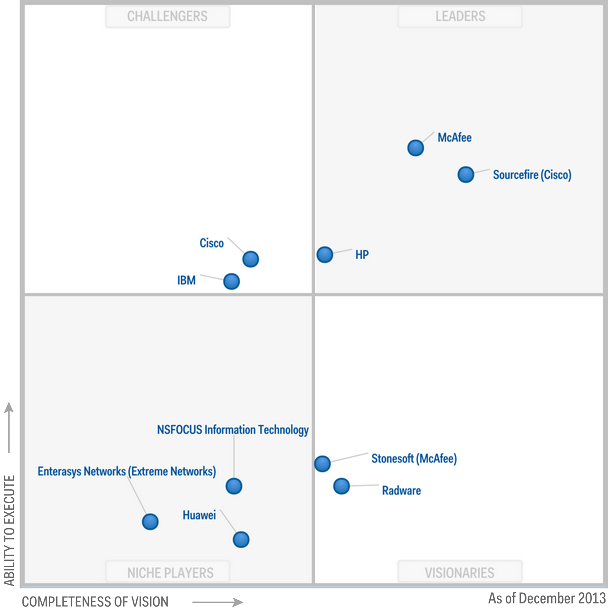 CHALLENGERS
LEADERS
McAfee
Sourcefire (Cisco)
Cisco
HP
IBM
NSFOCUS Information Technology
Stonesoft (McAfee)
Enterasys Networks (Extreme Networks)
Radware
Huawei
ABILITY TO EXECUTE
NICHE PLAYERS
VISIONARIES
COMPLETENESS OF VISION
As of December 2013